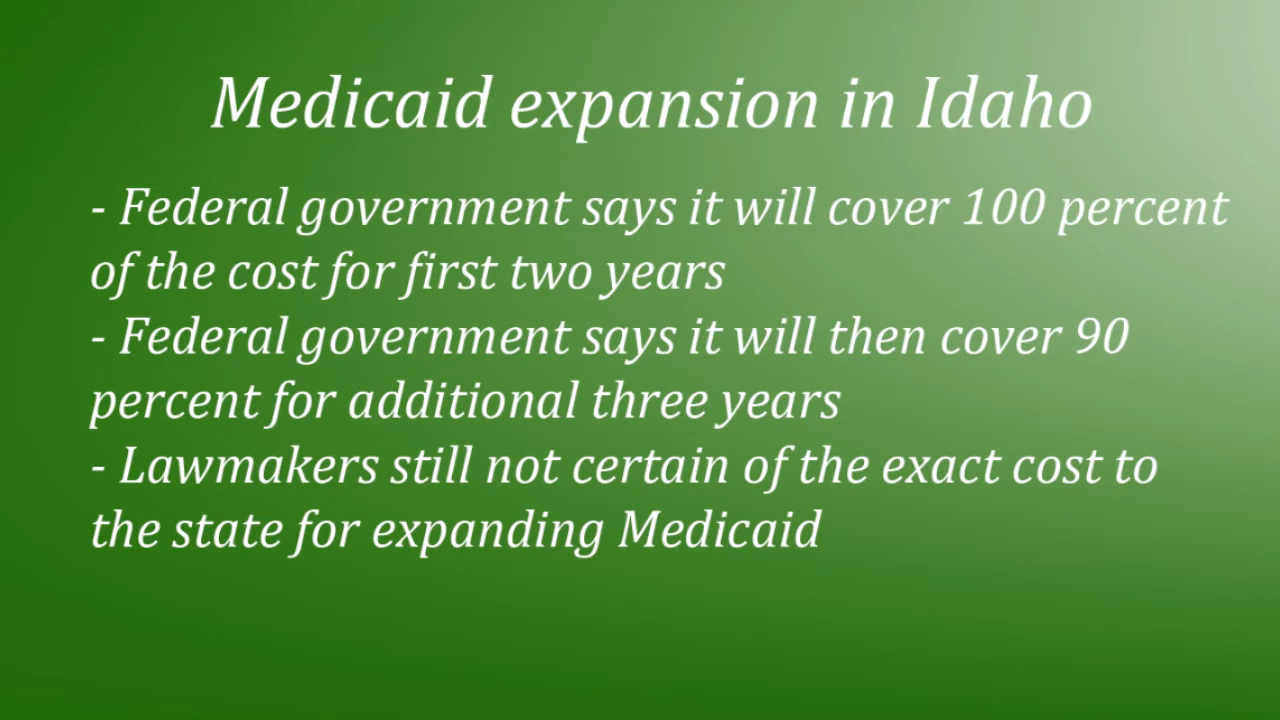 Medicaid expansion in Idaho
- Federal government says it will cover 100 percent
of the cost for first two years
- Federal government says it will then cover 90
percent for additional three years
- Lawmakers still not certain of the exact cost to
the state for expanding Medicaid